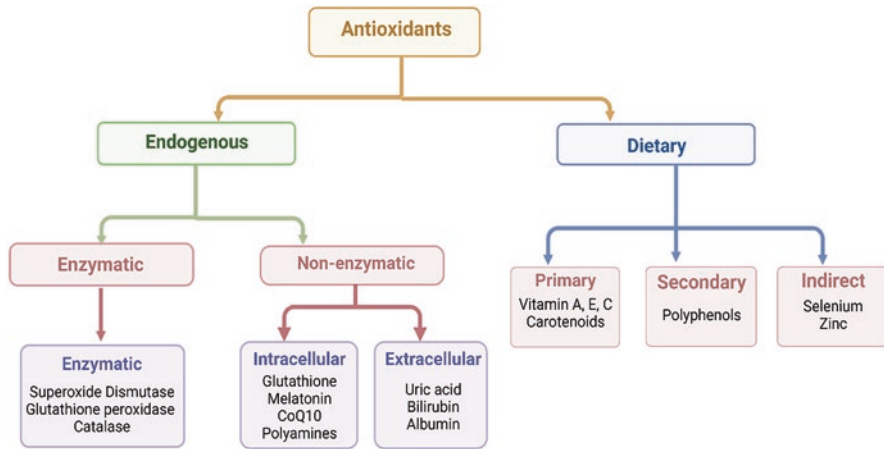 Antioxidants
Endogenous
Dietary
Enzymatic
Non-enzymatic
Primary
Vitamin A, E, C
Carotenoids
Secondary
Polyphenols
Indirect
Selenium
Zinc
Enzymatic
Superoxide Dismutase
Glutathione peroxidase
Catalase
Intracellular
Glutathione
Melatonin
CoQ10
Polyamines
Extracellular
Uric acid
Bilirubin
Albumin